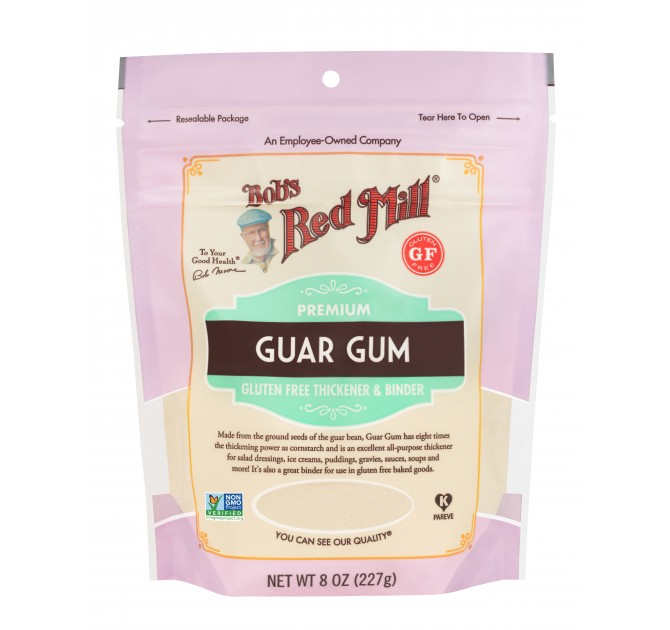 Resealable Package
Tear Here To Open
An Employee-Owned Company
Bob's
Red Mill®
To Your
Good Health®
Bob Moore
GLUTEN
GF
FREE
PREMIUM
GUAR GUM
GLUTEN FREE THICKENER & BINDER
Made from the ground seeds of the guar bean, Guar Gum has eight times
the thickening power as cornstarch and is an excellent all-purpose thickener
for salad dressings, ice creams, puddings, gravies, sauces, soups and
more! It's also a great binder for use in gluten free baked goods.
NON
GMO
Project
VERIFIED
nongmoproject.org
K
PAREVE
YOU CAN SEE OUR QUALITY®
NET WT 8 OZ (227g)